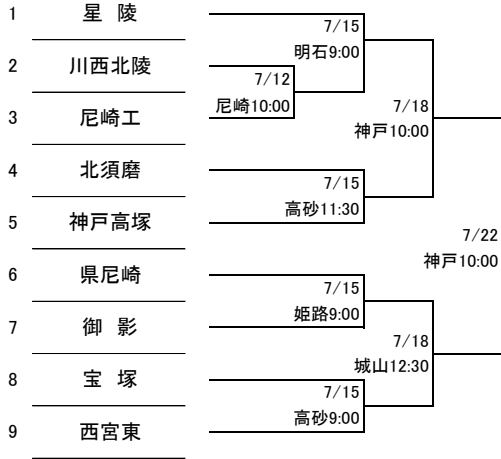 1 星 陵
7/15
明石9:00
2 川西北陵
7/12
尼崎10:00
3 尼崎工
7/18
神戸10:00
4 北須磨
7/15
高砂11:30
5 神戸高塚
7/22
神戸10:00
6 県尼崎
7/15
姫路9:00
7 御 影
7/18
城山12:30
8 宝 塚
7/15
高砂9:00
9 西宮東